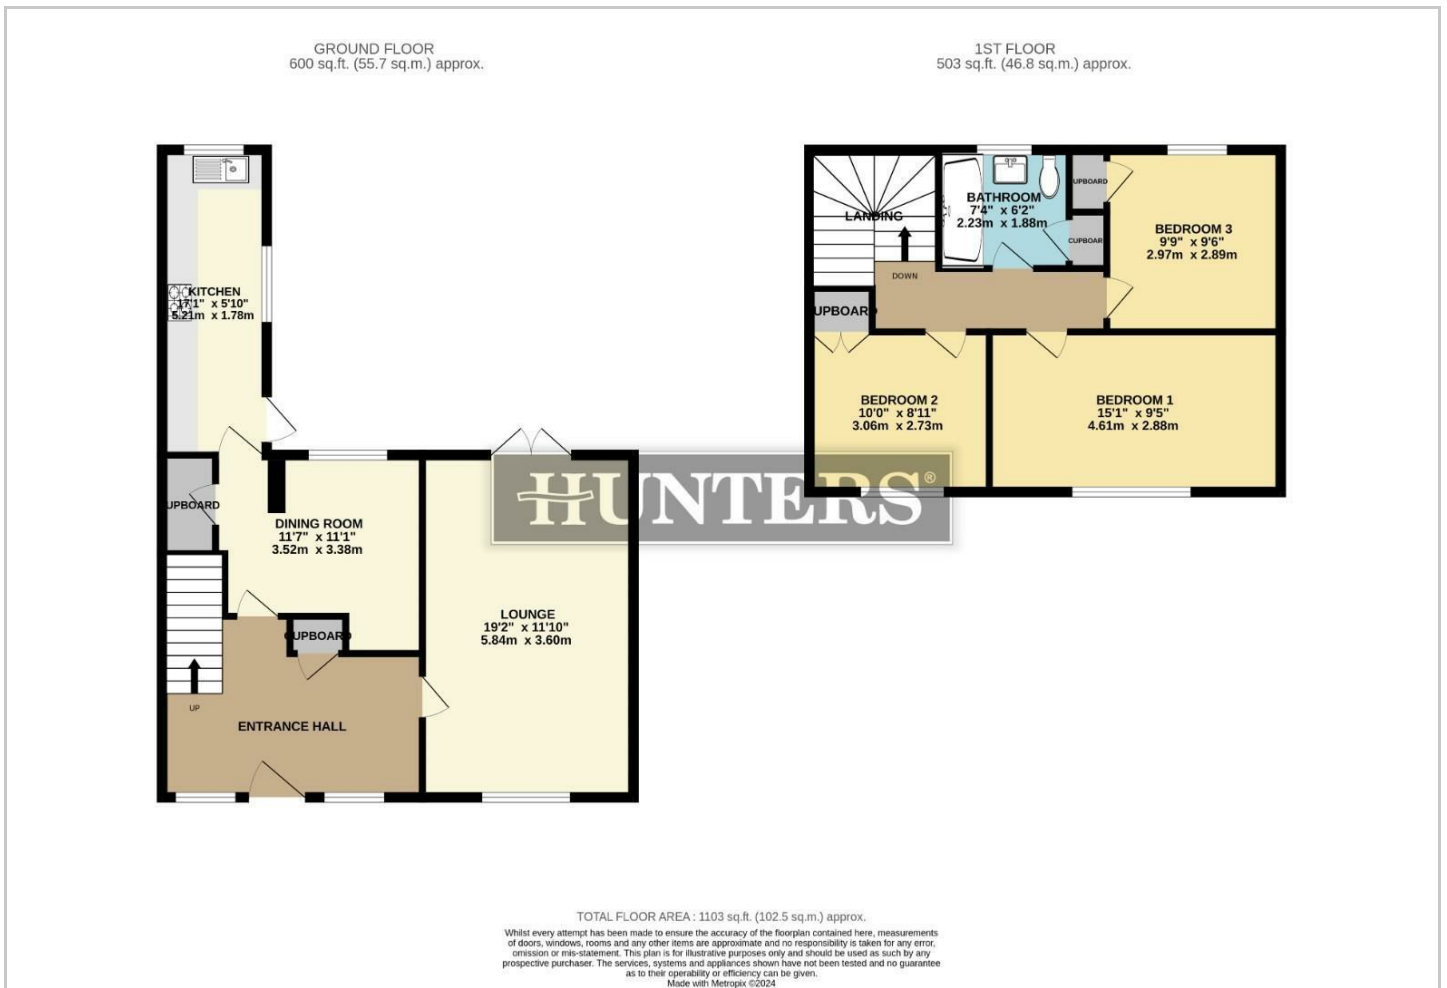 GROUND FLOOR
600 sq.ft. (55.7 sq.m.) approx.
1ST FLOOR
503 sq.ft. (46.8 sq.m.) approx.
KITCHEN
17'1" x 5'10"
5.21m x 1.78m
UPBOARD
DINING ROOM
11'7" x 11'1"
3.52m x 3.38m
CUPBOARD
LOUNGE
19'2" x 11'10"
5.84m x 3.60m
UP
ENTRANCE HALL
LANDING
DOWN
BATHROOM
7'4" x 6'2"
2.23m x 1.88m
UPBOARD
CUPBOAR
BEDROOM 3
9'9" x 9'6"
2.97m x 2.89m
UPBOARD
BEDROOM 2
10'0" x 8'11"
3.06m x 2.73m
BEDROOM 1
15'1" x 9'5"
4.61m x 2.88m
HUNTERS®
TOTAL FLOOR AREA : 1103 sq.ft. (102.5 sq.m.) approx.
Whilst every attempt has been made to ensure the accuracy of the floorplan contained here, measurements
of doors, windows, rooms and any other items are approximate and no responsibility is taken for any error,
omission or mis-statement. This plan is for illustrative purposes only and should be used as such by any
prospective purchaser. The services, systems and appliances shown have not been tested and no guarantee
as to their operability or efficiency can be given.
Made with Metropix ©2024